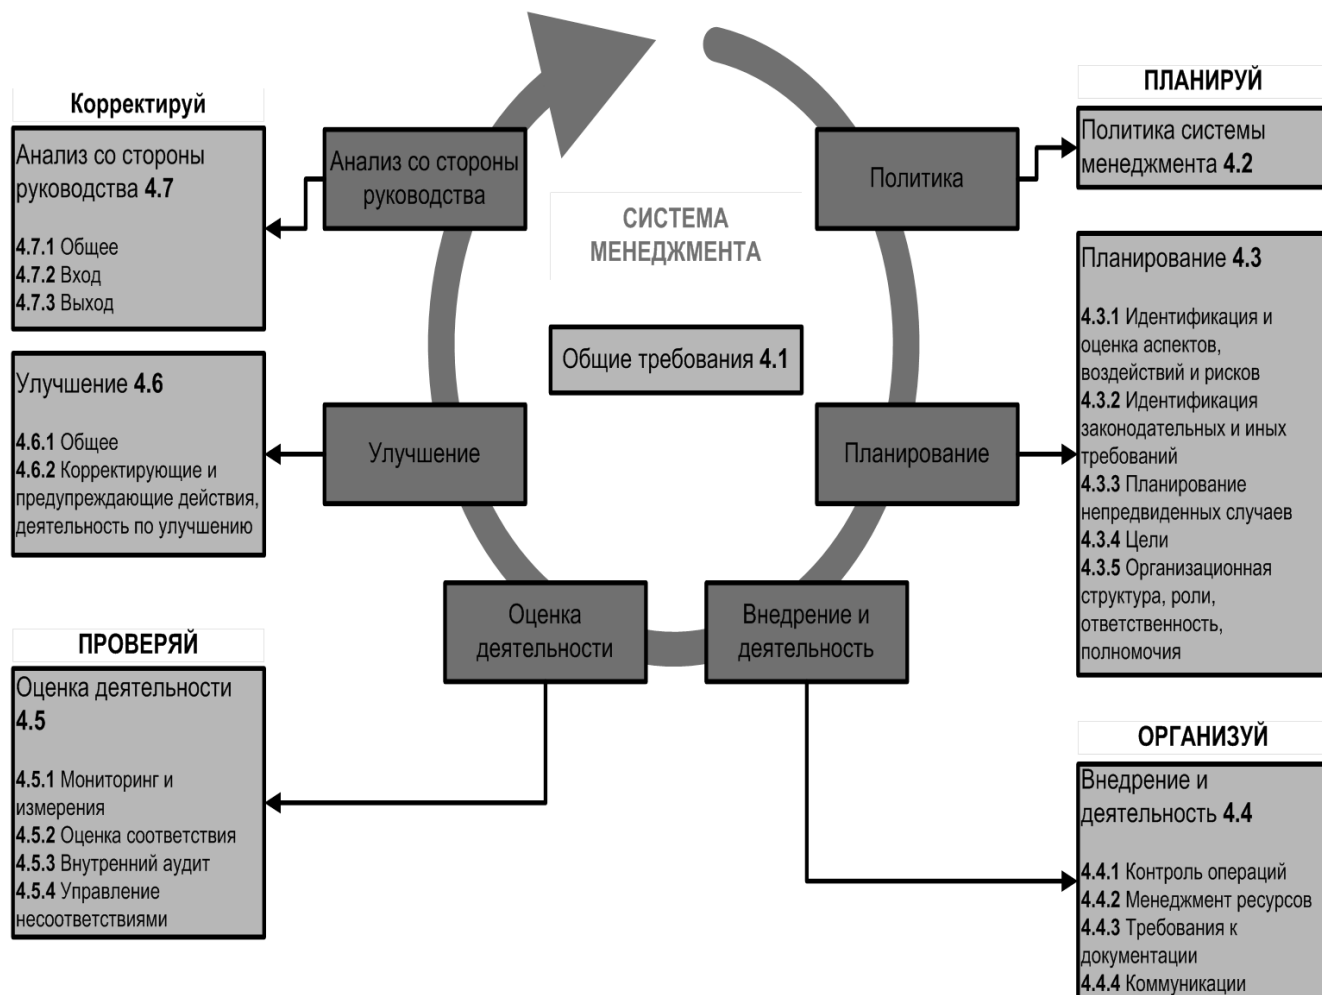 Корректируй
Анализ со стороны
руководства 4.7
4.7.1 Общее
4.7.2 Вход
4.7.3 Выход
Улучшение 4.6
4.6.1 Общее
4.6.2 Корректирующие и
предупреждающие действия,
деятельность по улучшению
ПРОВЕРЯЙ
Оценка деятельности
4.5
4.5.1 Мониторинг и
измерения
4.5.2 Оценка соответствия
4.5.3 Внутренний аудит
4.5.4 Управление
несоответствиями
Анализ со стороны
руководства
Улучшение
Оценка
деятельности
СИСТЕМА
МЕНЕДЖМЕНТА
Общие требования 4.1
Политика
Планирование
Внедрение и
деятельность
ПЛАНИРУЙ
Политика системы
менеджмента 4.2
Планирование 4.3
4.3.1 Идентификация и
оценка аспектов,
воздействий и рисков
4.3.2 Идентификация
законодательных и иных
требований
4.3.3 Планирование
непредвиденных случаев
4.3.4 Цели
4.3.5 Организационная
структура, роли,
ответственность,
полномочия
ОРГАНИЗУЙ
Внедрение и
деятельность 4.4
4.4.1 Контроль операций
4.4.2 Менеджмент ресурсов
4.4.3 Требования к
документации
4.4.4 Коммуникации